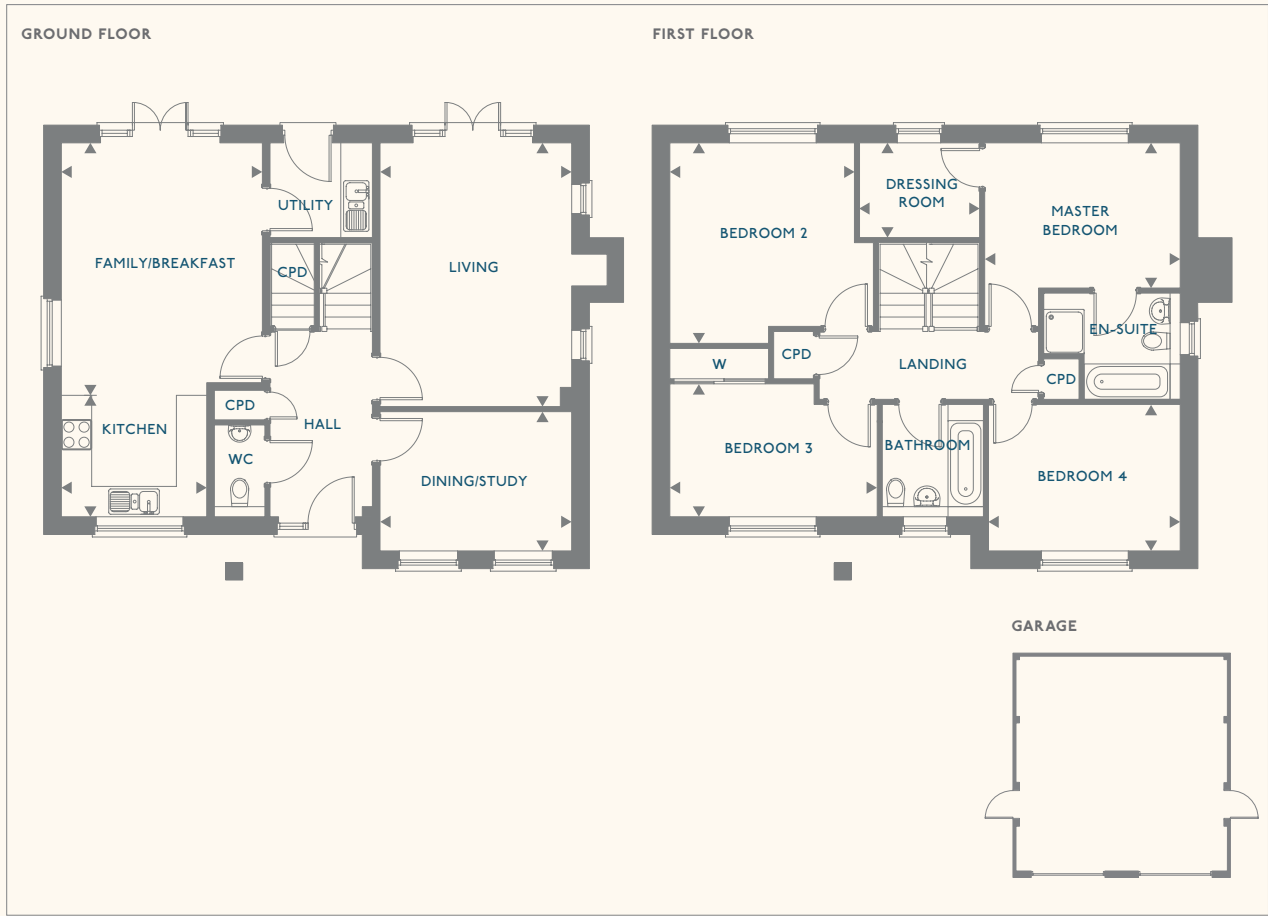 GROUND FLOOR
FAMILY/BREAKFAST
UTILITY
CPD
LIVING
KITCHEN
CPD
WC
HALL
DINING/STUDY
FIRST FLOOR
BEDROOM 2
DRESSING
ROOM
MASTER
BEDROOM
EN-SUITE
W
CPD
LANDING
CPD
BEDROOM 3
BATHROOM
BEDROOM 4
GARAGE